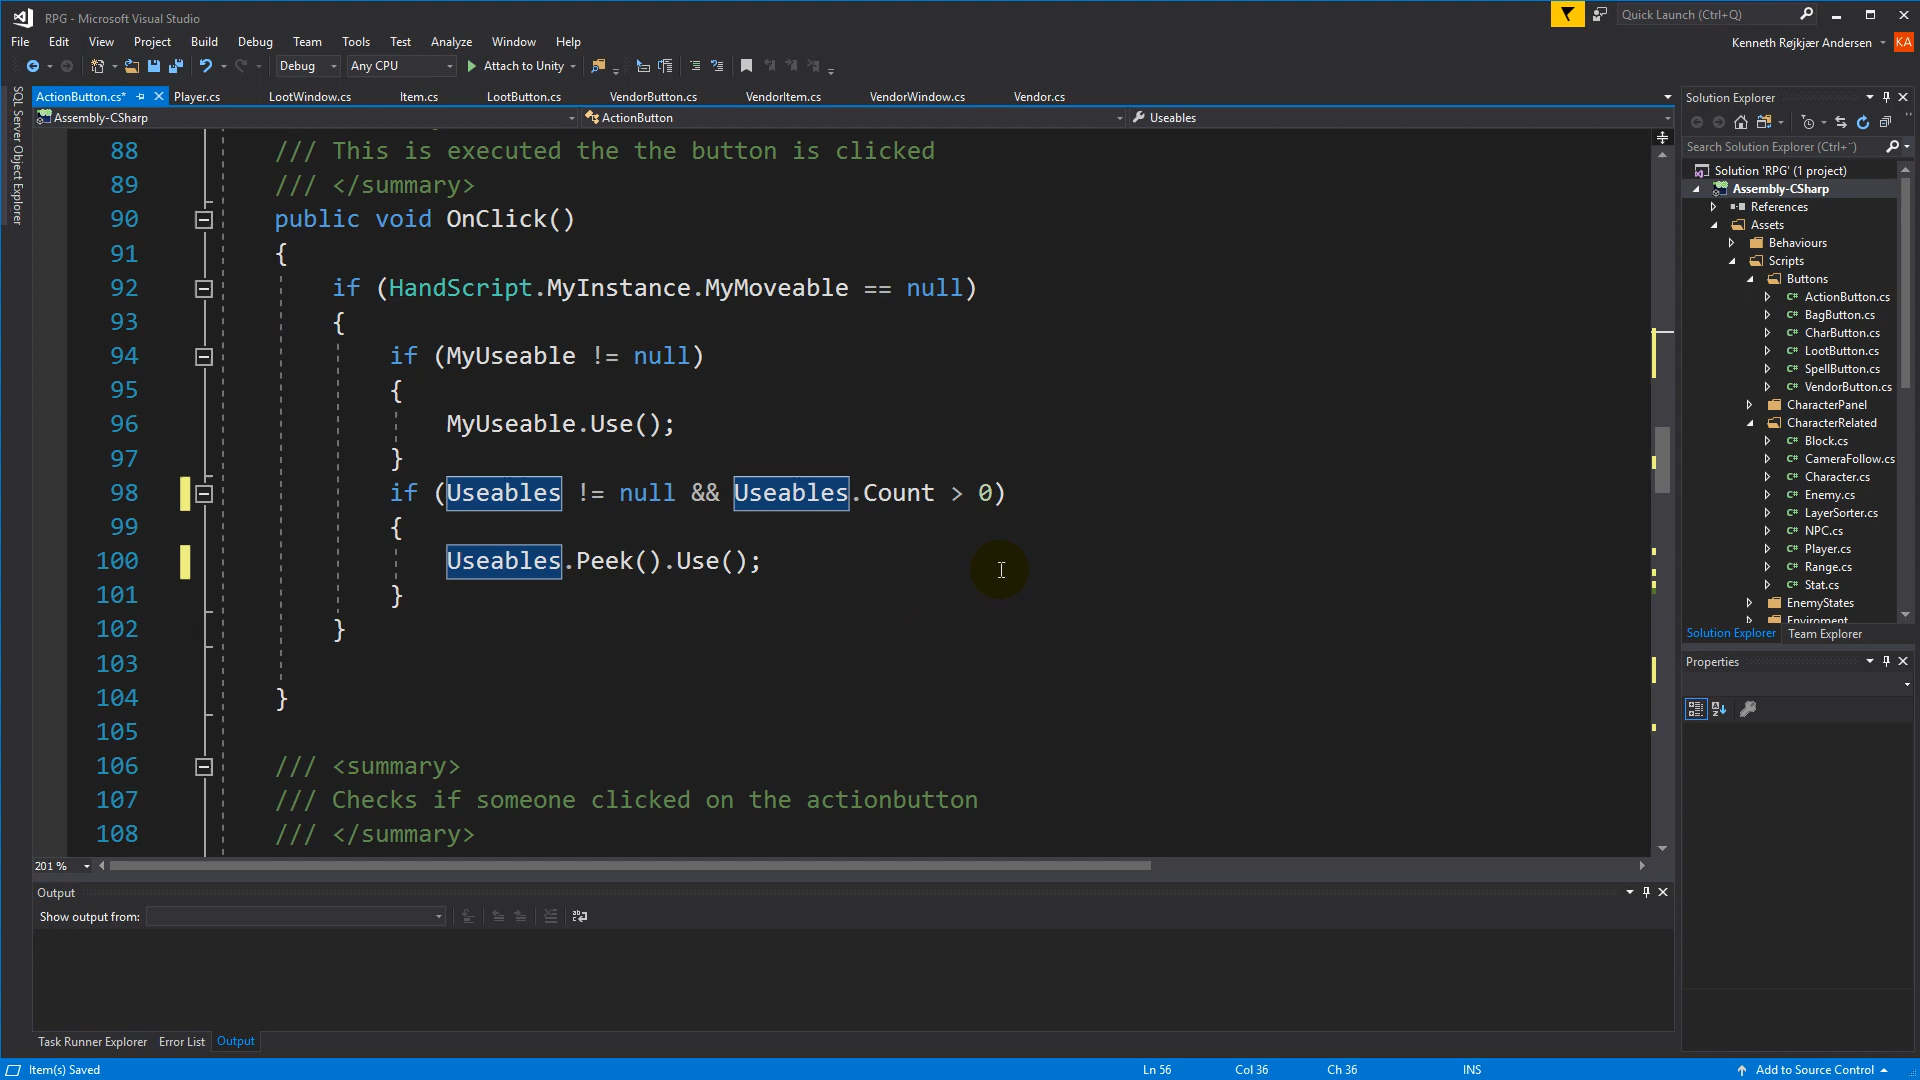 RPG - Microsoft Visual Studio
Quick Launch (Ctrl+Q)
File Edit View Project Build Debug Team Tools Test Analyze Window Help
Kenneth Røjkjær Andersen KA
Debug Any CPU Attach to Unity
SQL Server Object Explorer
ActionButton.cs* Player.cs LootWindow.cs Item.cs LootButton.cs VendorButton.cs VendorItem.cs VendorWindow.cs Vendor.cs
Assembly-CSharp ActionButton Useables
88 /// This is executed the the button is clicked
89 /// </summary>
90 public void OnClick()
91 {
92 if (HandScript.MyInstance.MyMoveable == null)
93 {
94 if (MyUseable != null)
95 {
96 MyUseable.Use();
97 }
98 if (Useables != null && Useables.Count > 0)
99 {
100 Useables.Peek().Use();
101 }
102 }
103
104 }
105
106 /// <summary>
107 /// Checks if someone clicked on the actionbutton
108 /// </summary>
201 %
Output
Show output from:
Task Runner Explorer Error List Output
Item(s) Saved Ln 56 Col 36 Ch 36 INS Add to Source Control
Solution Explorer
Search Solution Explorer (Ctrl+¨)
Solution 'RPG' (1 project)
Assembly-CSharp
References
Assets
Behaviours
Scripts
Buttons
ActionButton.cs
BagButton.cs
CharButton.cs
LootButton.cs
SpellButton.cs
VendorButton.cs
CharacterPanel
CharacterRelated
Block.cs
CameraFollow.cs
Character.cs
Enemy.cs
LayerSorter.cs
NPC.cs
Player.cs
Range.cs
Stat.cs
EnemyStates
Enviroment
Solution Explorer Team Explorer
Properties